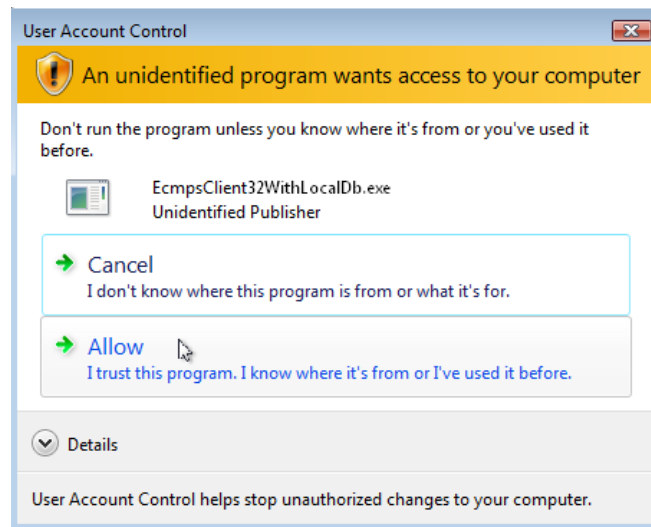 User Account Control
An unidentified program wants access to your computer
Don't run the program unless you know where it's from or you've used it
before.
EcmpsClient32WithLocalDb.exe
Unidentified Publisher
Cancel
I don't know where this program is from or what it's for.
Allow
I trust this program. I know where it's from or I've used it before.
Details
User Account Control helps stop unauthorized changes to your computer.